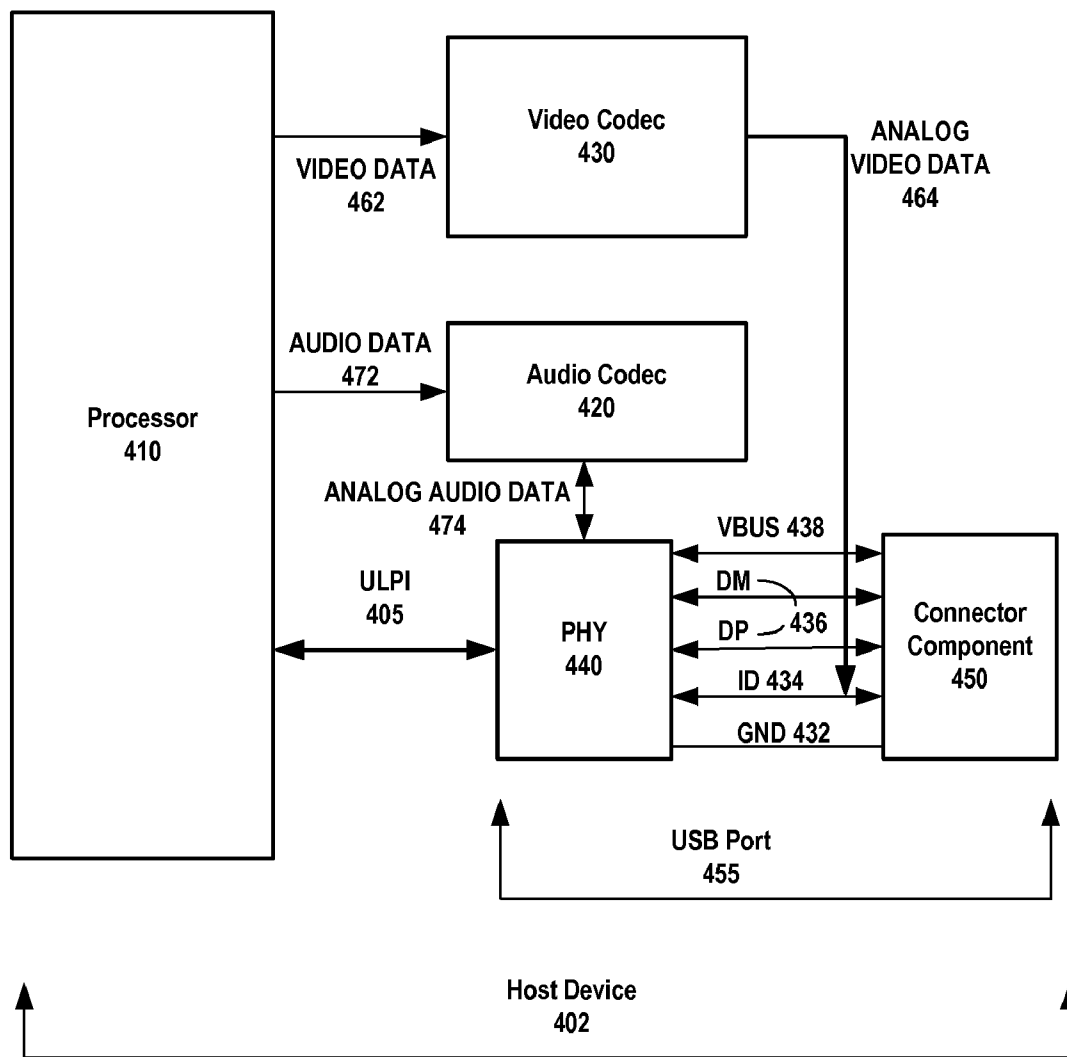 Video Codec
430
ANALOG
VIDEO DATA
464
VIDEO DATA
462
AUDIO DATA
472
Audio Codec
420
Processor
410
ANALOG AUDIO DATA
474
VBUS 438
ULPI
405
DM
436
DP
PHY
440
Connector
Component
450
ID 434
GND 432
USB Port
455
Host Device
402